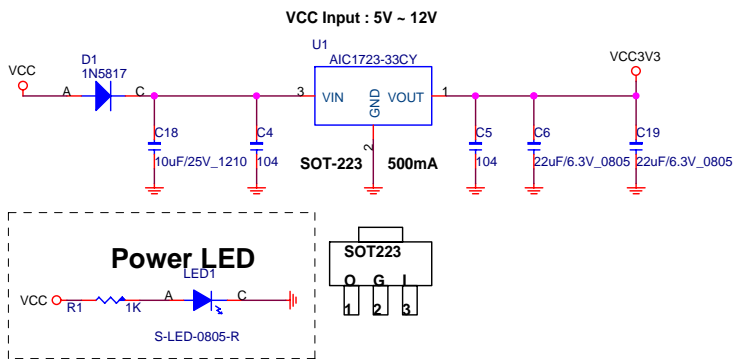 VCC Input : 5V ~ 12V
U1
AIC1723-33CY
D1
1N5817
VCC
VCC3V3
A
C
3
VIN
GND
VOUT
1
2
C18
10uF/25V_1210
C4
104
SOT-223
500mA
C5
104
C6
22uF/6.3V_0805
C19
22uF/6.3V_0805
Power LED
LED1
VCC
R1
1K
A
C
S-LED-0805-R
SOT223
O G I
1 2 3